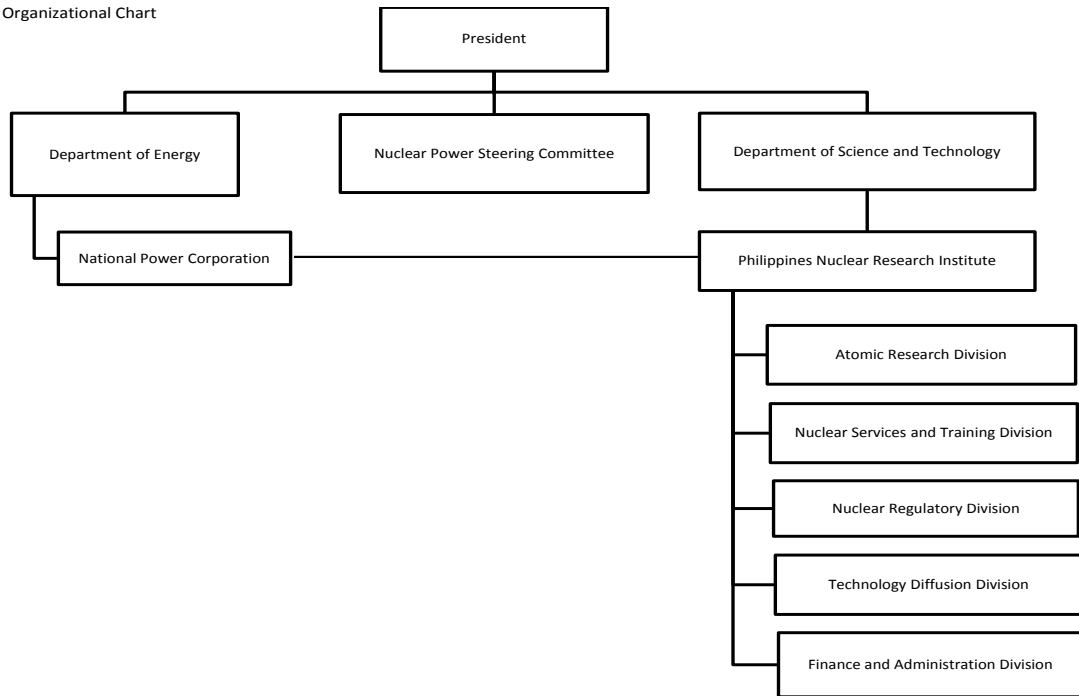 Organizational Chart
President
Department of Energy
Nuclear Power Steering Committee
Department of Science and Technology
National Power Corporation
Philippines Nuclear Research Institute
Atomic Research Division
Nuclear Services and Training Division
Nuclear Regulatory Division
Technology Diffusion Division
Finance and Administration Division